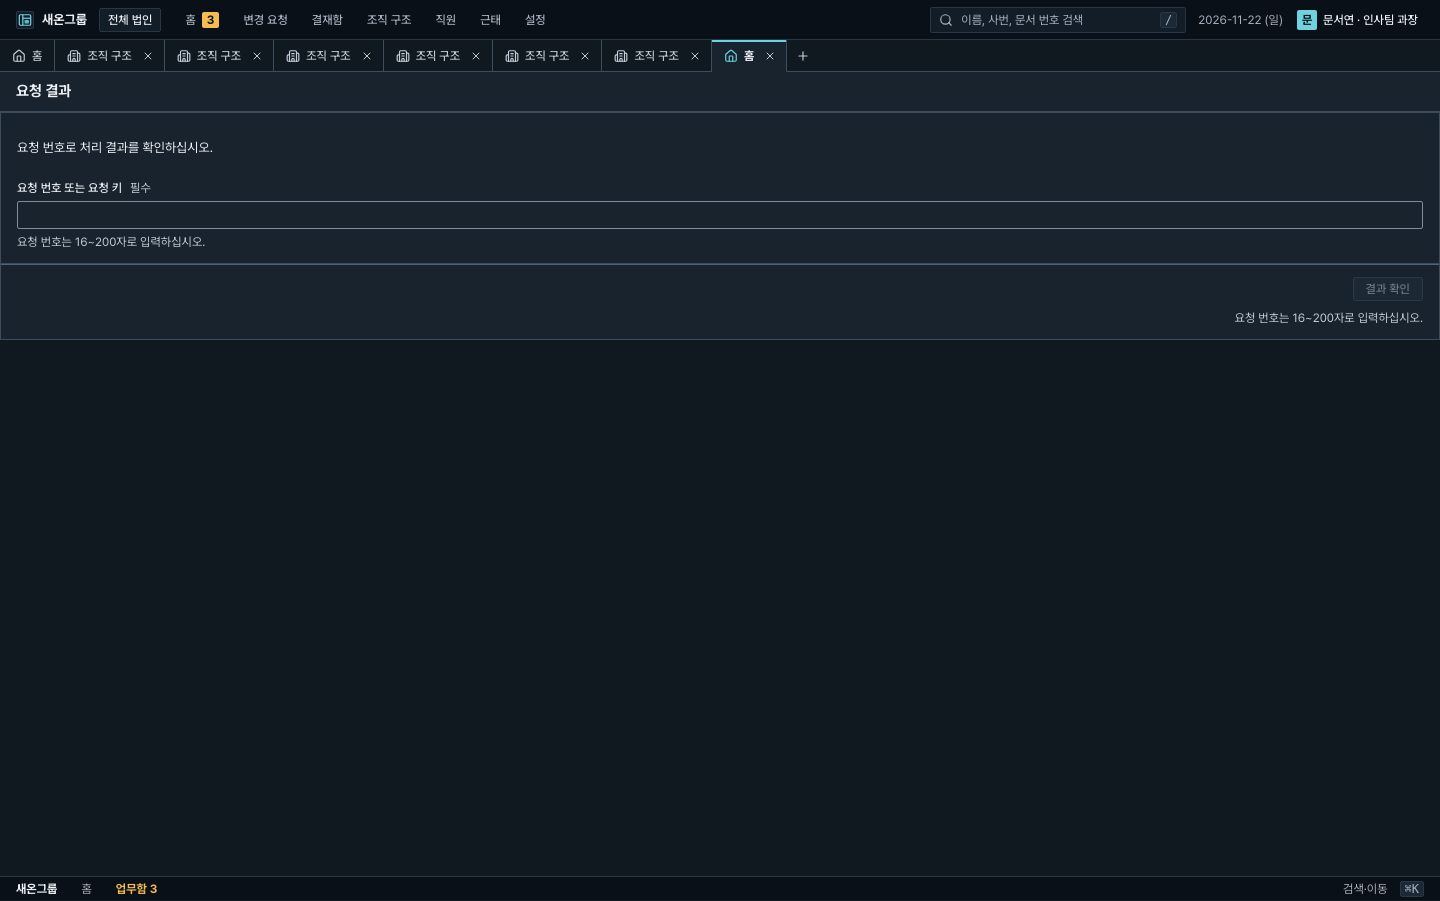 새온그룹 전체 법인 홈 3 변경 요청 결재함 조직 구조 직원 근태 설정 이름, 사번, 문서 번호 검색 / 2026-11-22 (일) 문 문서연 · 인사팀 과장
홈 조직 구조 조직 구조 조직 구조 조직 구조 조직 구조 조직 구조 홈
요청 결과
요청 번호로 처리 결과를 확인하십시오.
요청 번호 또는 요청 키 필수
요청 번호는 16~200자로 입력하십시오.
결과 확인
요청 번호는 16~200자로 입력하십시오.
새온그룹 홈 업무함 3 검색·이동 ⌘K